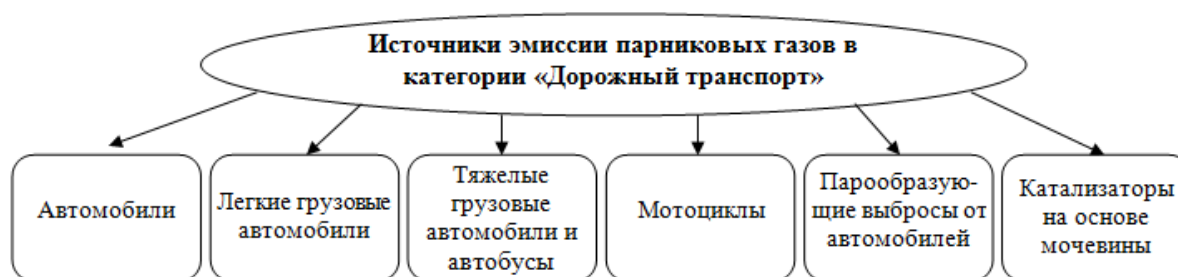 Источники эмиссии парниковых газов в
категории «Дорожный транспорт»
Автомобили
Легкие грузовые
автомобили
Тяжелые
грузовые
автомобили и
автобусы
Мотоциклы
Парообразую-
щие выбросы от
автомобилей
Катализаторы
на основе
мочевины